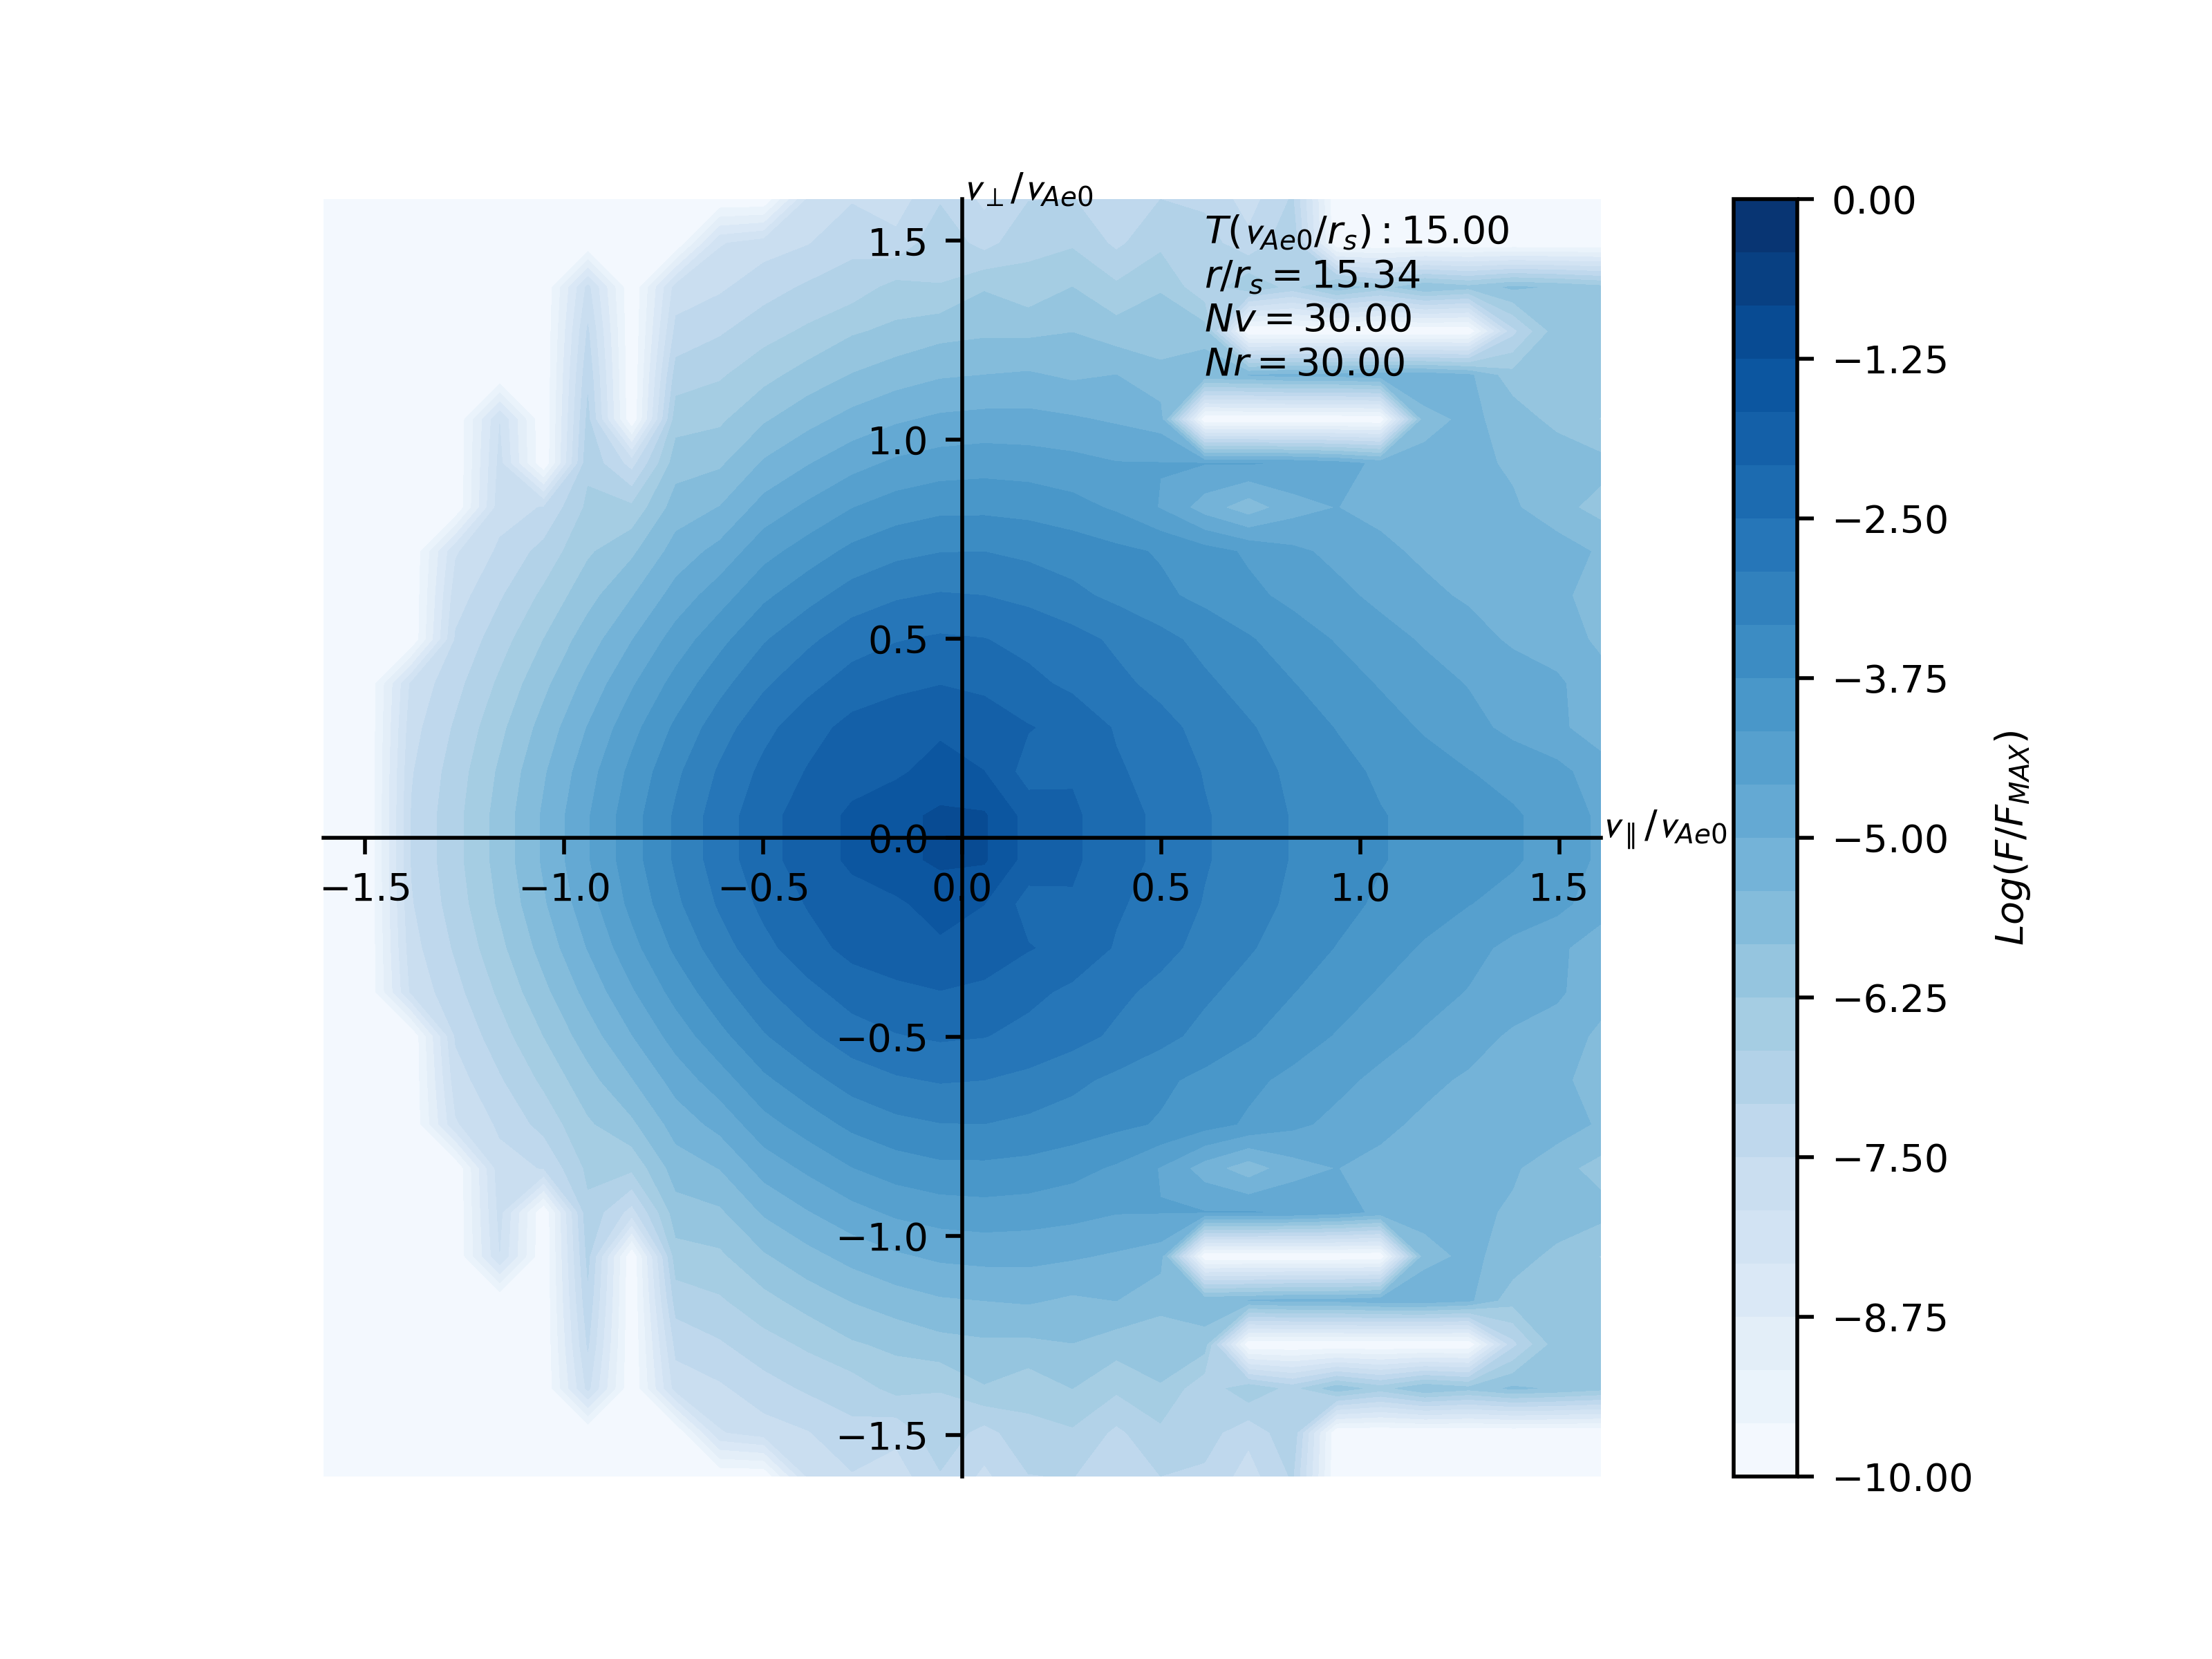 v⊥/vAe0
T(vAe0/rs) : 15.00
r/rs = 15.34
Nv = 30.00
Nr = 30.00
1.5
1.0
0.5
0.0
−0.5
−1.0
−1.5
−1.5 −1.0 −0.5 0.0 0.5 1.0 1.5
v∥/vAe0
0.00
−1.25
−2.50
−3.75
−5.00
−6.25
−7.50
−8.75
−10.00
Log(F/FMAX)